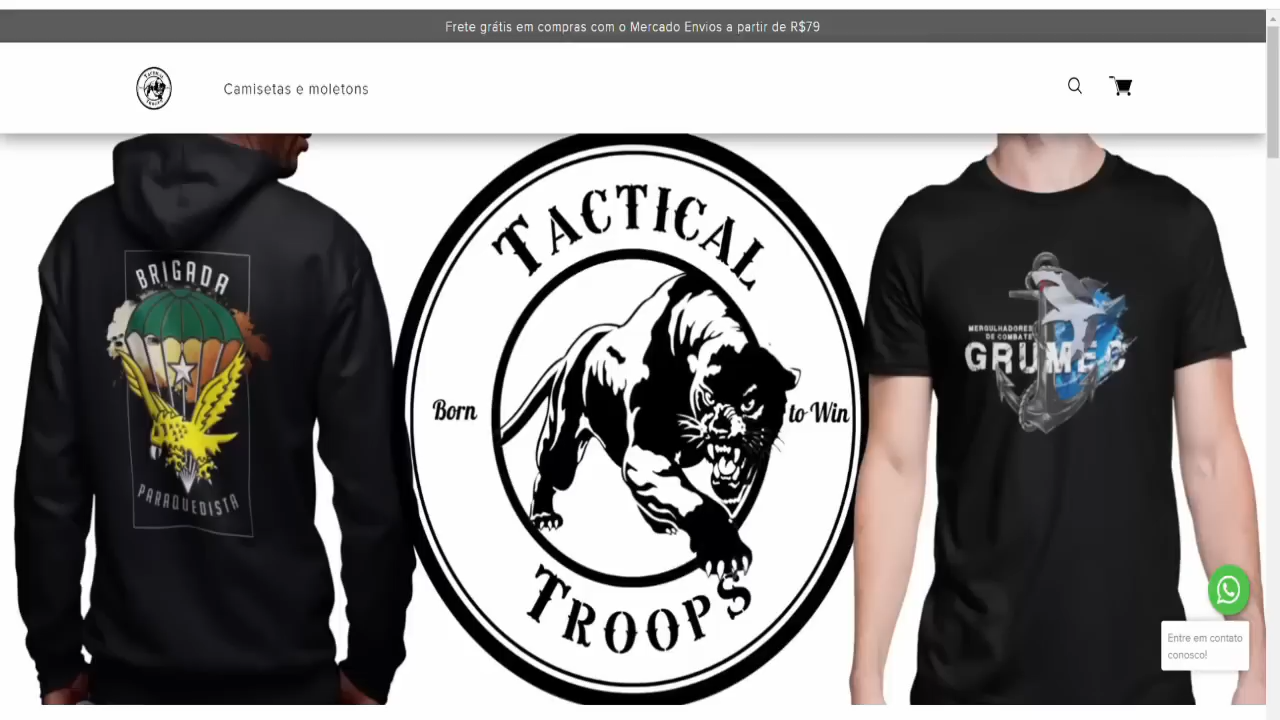 Frete grátis em compras com o Mercado Envios a partir de R$79
Camisetas e moletons
BRIGADA
PARAQUEDISTA
TACTICAL
Born
to Win
TROOPS
MERGULHADORES
DE COMBATE
GRUMEC
Entre em contato
conosco!